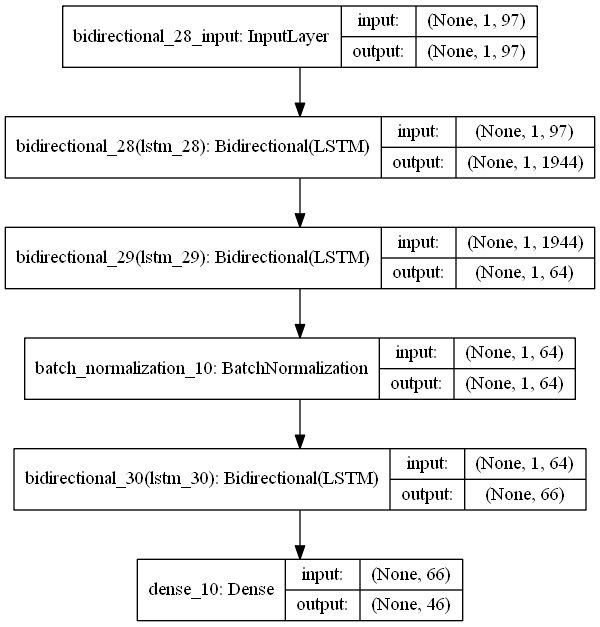 bidirectional_28_input: InputLayer
input: (None, 1, 97)
output: (None, 1, 97)
bidirectional_28(lstm_28): Bidirectional(LSTM)
input: (None, 1, 97)
output: (None, 1, 1944)
bidirectional_29(lstm_29): Bidirectional(LSTM)
input: (None, 1, 1944)
output: (None, 1, 64)
batch_normalization_10: BatchNormalization
input: (None, 1, 64)
output: (None, 1, 64)
bidirectional_30(lstm_30): Bidirectional(LSTM)
input: (None, 1, 64)
output: (None, 66)
dense_10: Dense
input: (None, 66)
output: (None, 46)